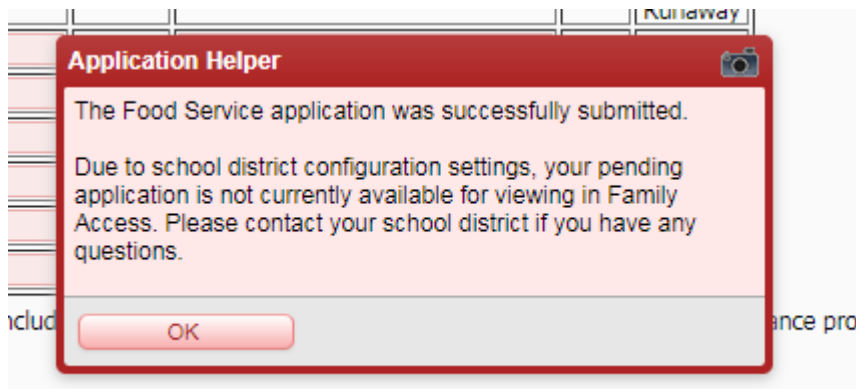 Runaway
Application Helper
The Food Service application was successfully submitted.
Due to school district configuration settings, your pending
application is not currently available for viewing in Family
Access. Please contact your school district if you have any
questions.
OK